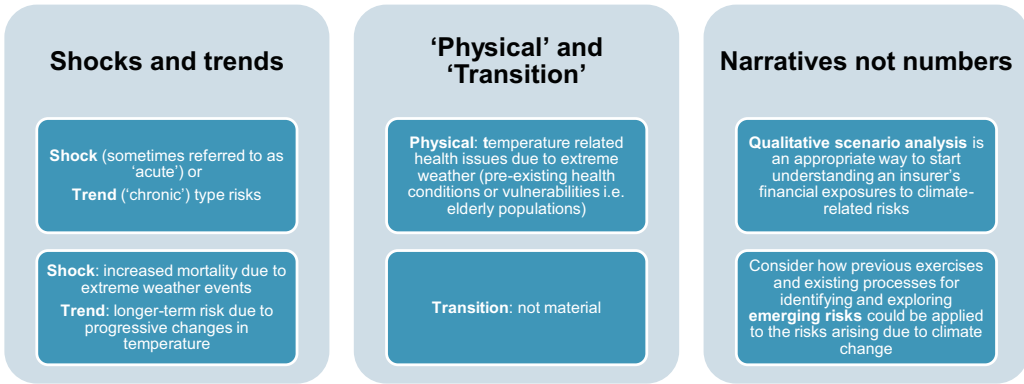 Shocks and trends
Shock (sometimes referred to as
‘acute’) or
Trend (‘chronic’) type risks
Shock: increased mortality due to
extreme weather events
Trend: longer-term risk due to
progressive changes in
temperature
‘Physical’ and
‘Transition’
Physical: temperature related
health issues due to extreme
weather (pre-existing health
conditions or vulnerabilities i.e.
elderly populations)
Transition: not material
Narratives not numbers
Qualitative scenario analysis is
an appropriate way to start
understanding an insurer’s
financial exposures to climate-
related risks
Consider how previous exercises
and existing processes for
identifying and exploring
emerging risks could be applied
to the risks arising due to climate
change